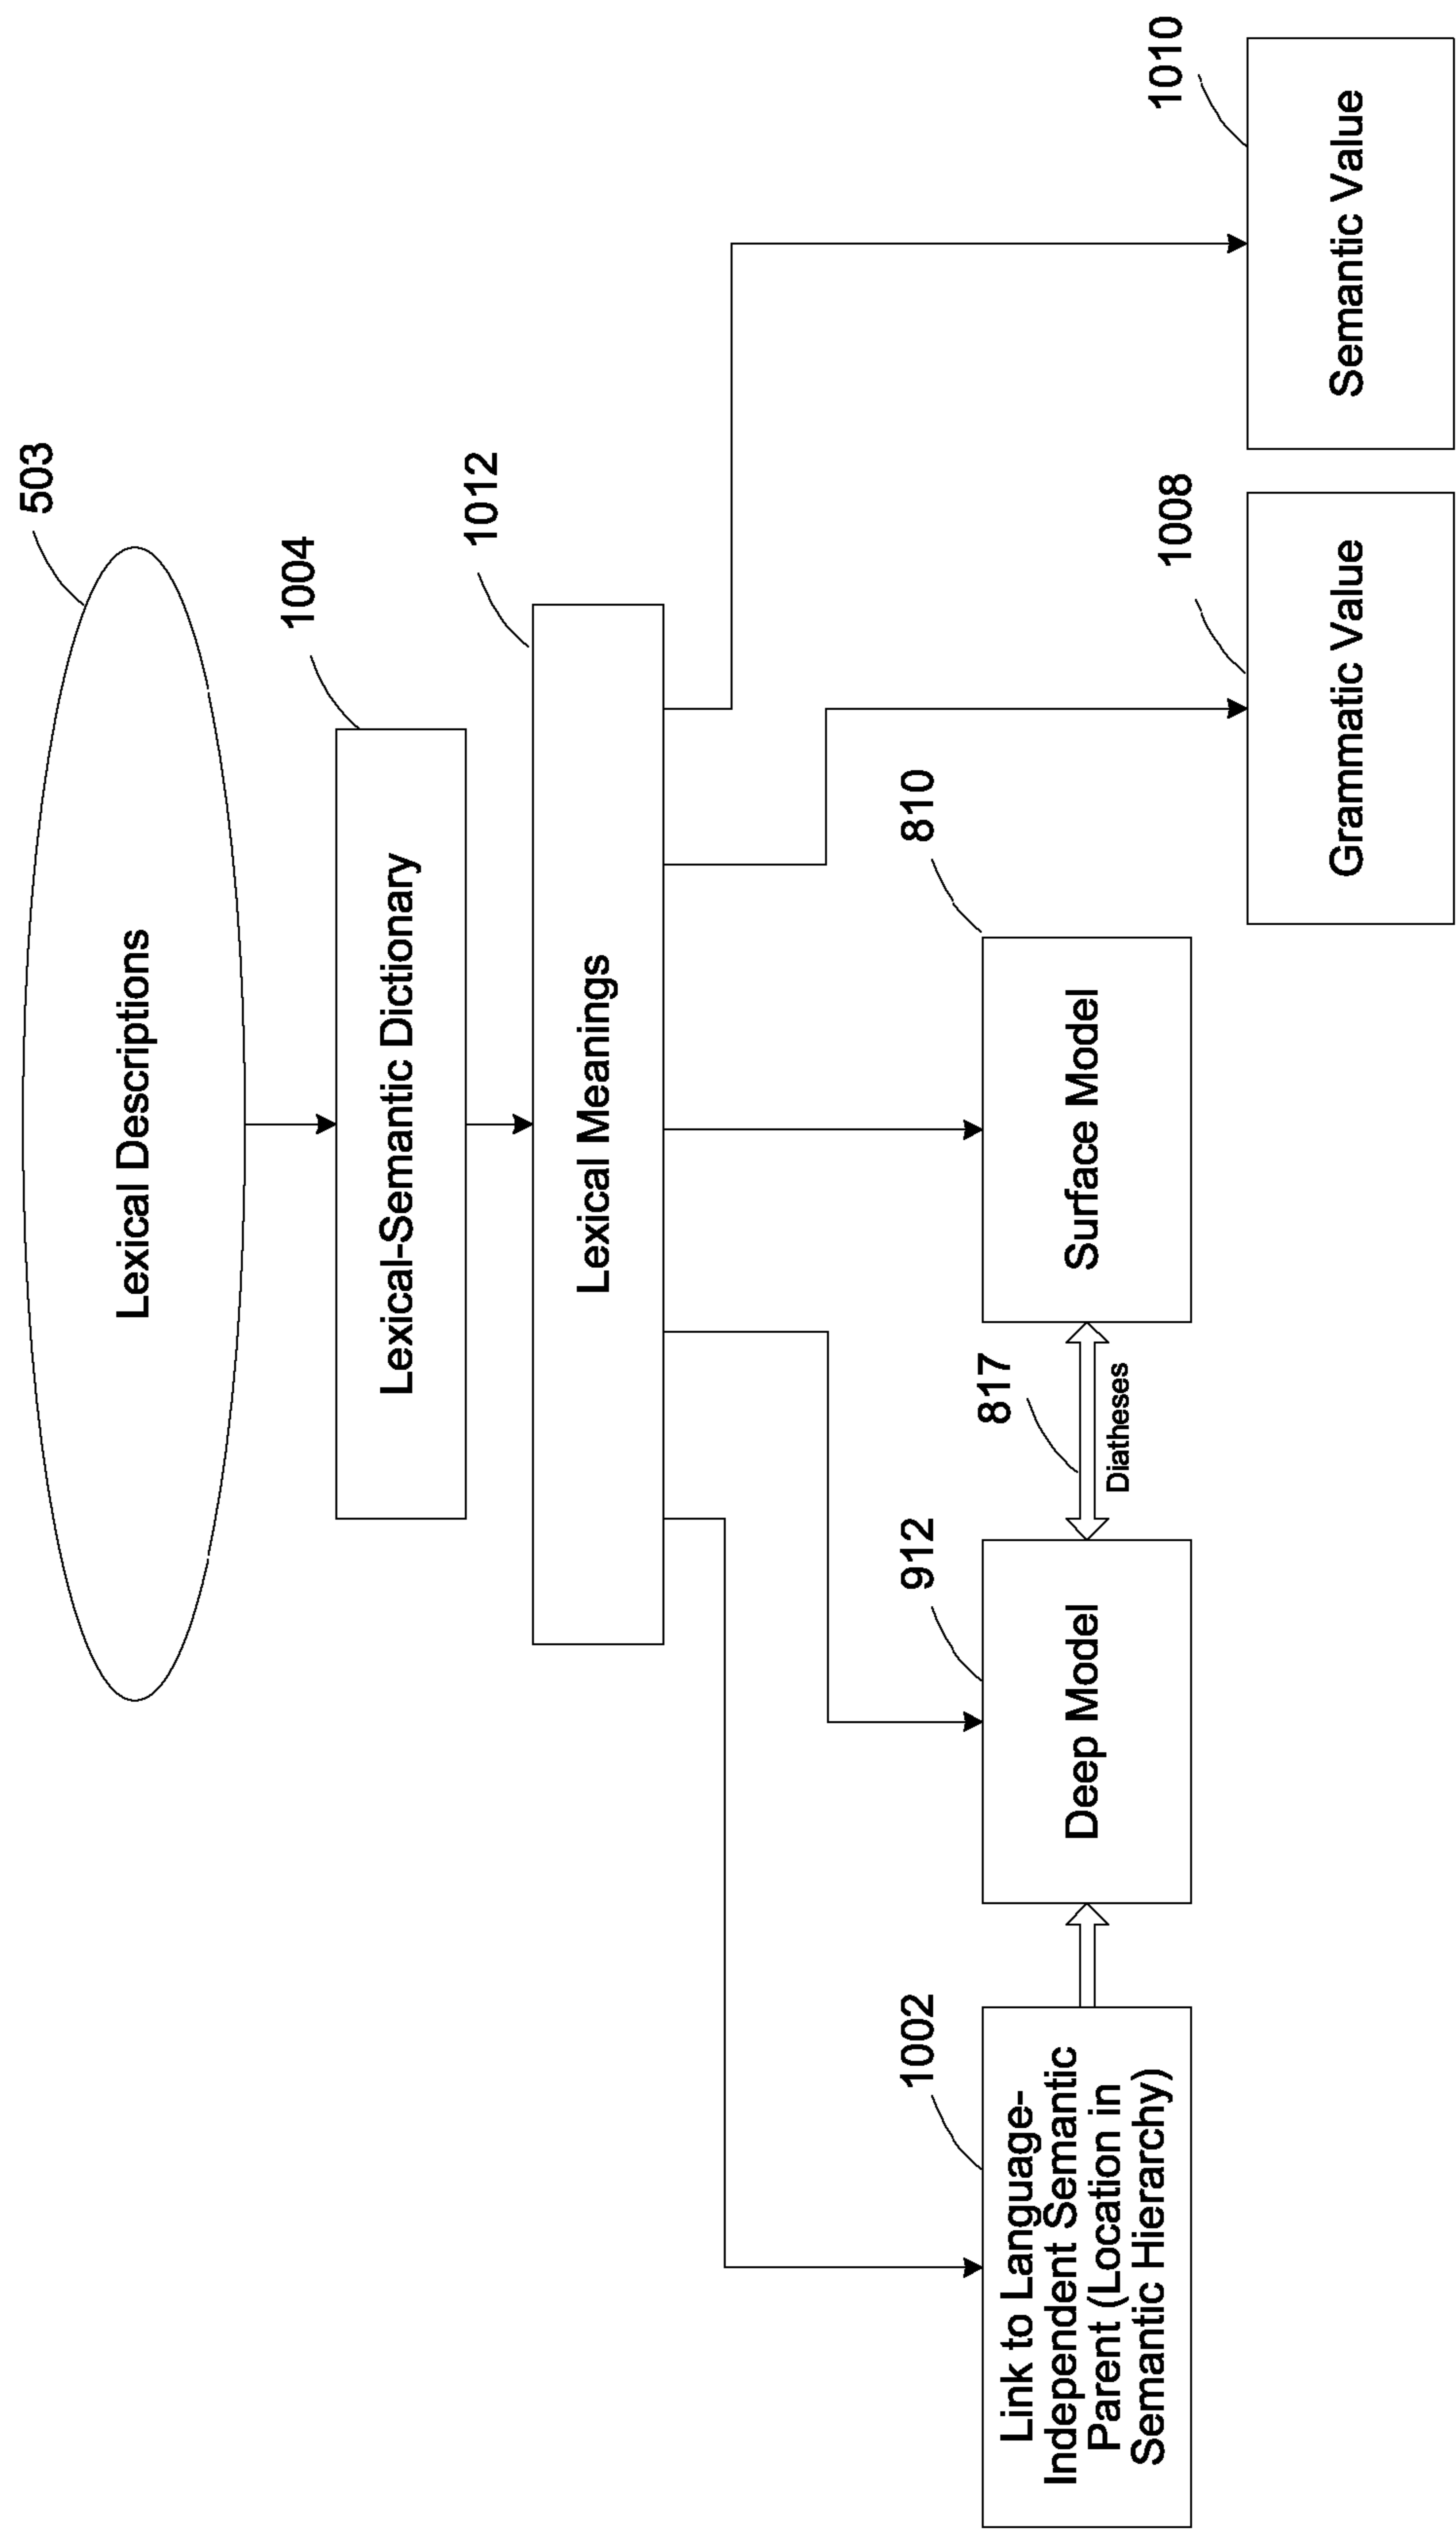 Lexical Descriptions
503
Lexical-Semantic Dictionary
1004
Lexical Meanings
1012
Link to Language-
Independent Semantic
Parent (Location in
Semantic Hierarchy)
1002
Deep Model
912
817
Diatheses
Surface Model
810
Grammatic Value
1008
Semantic Value
1010